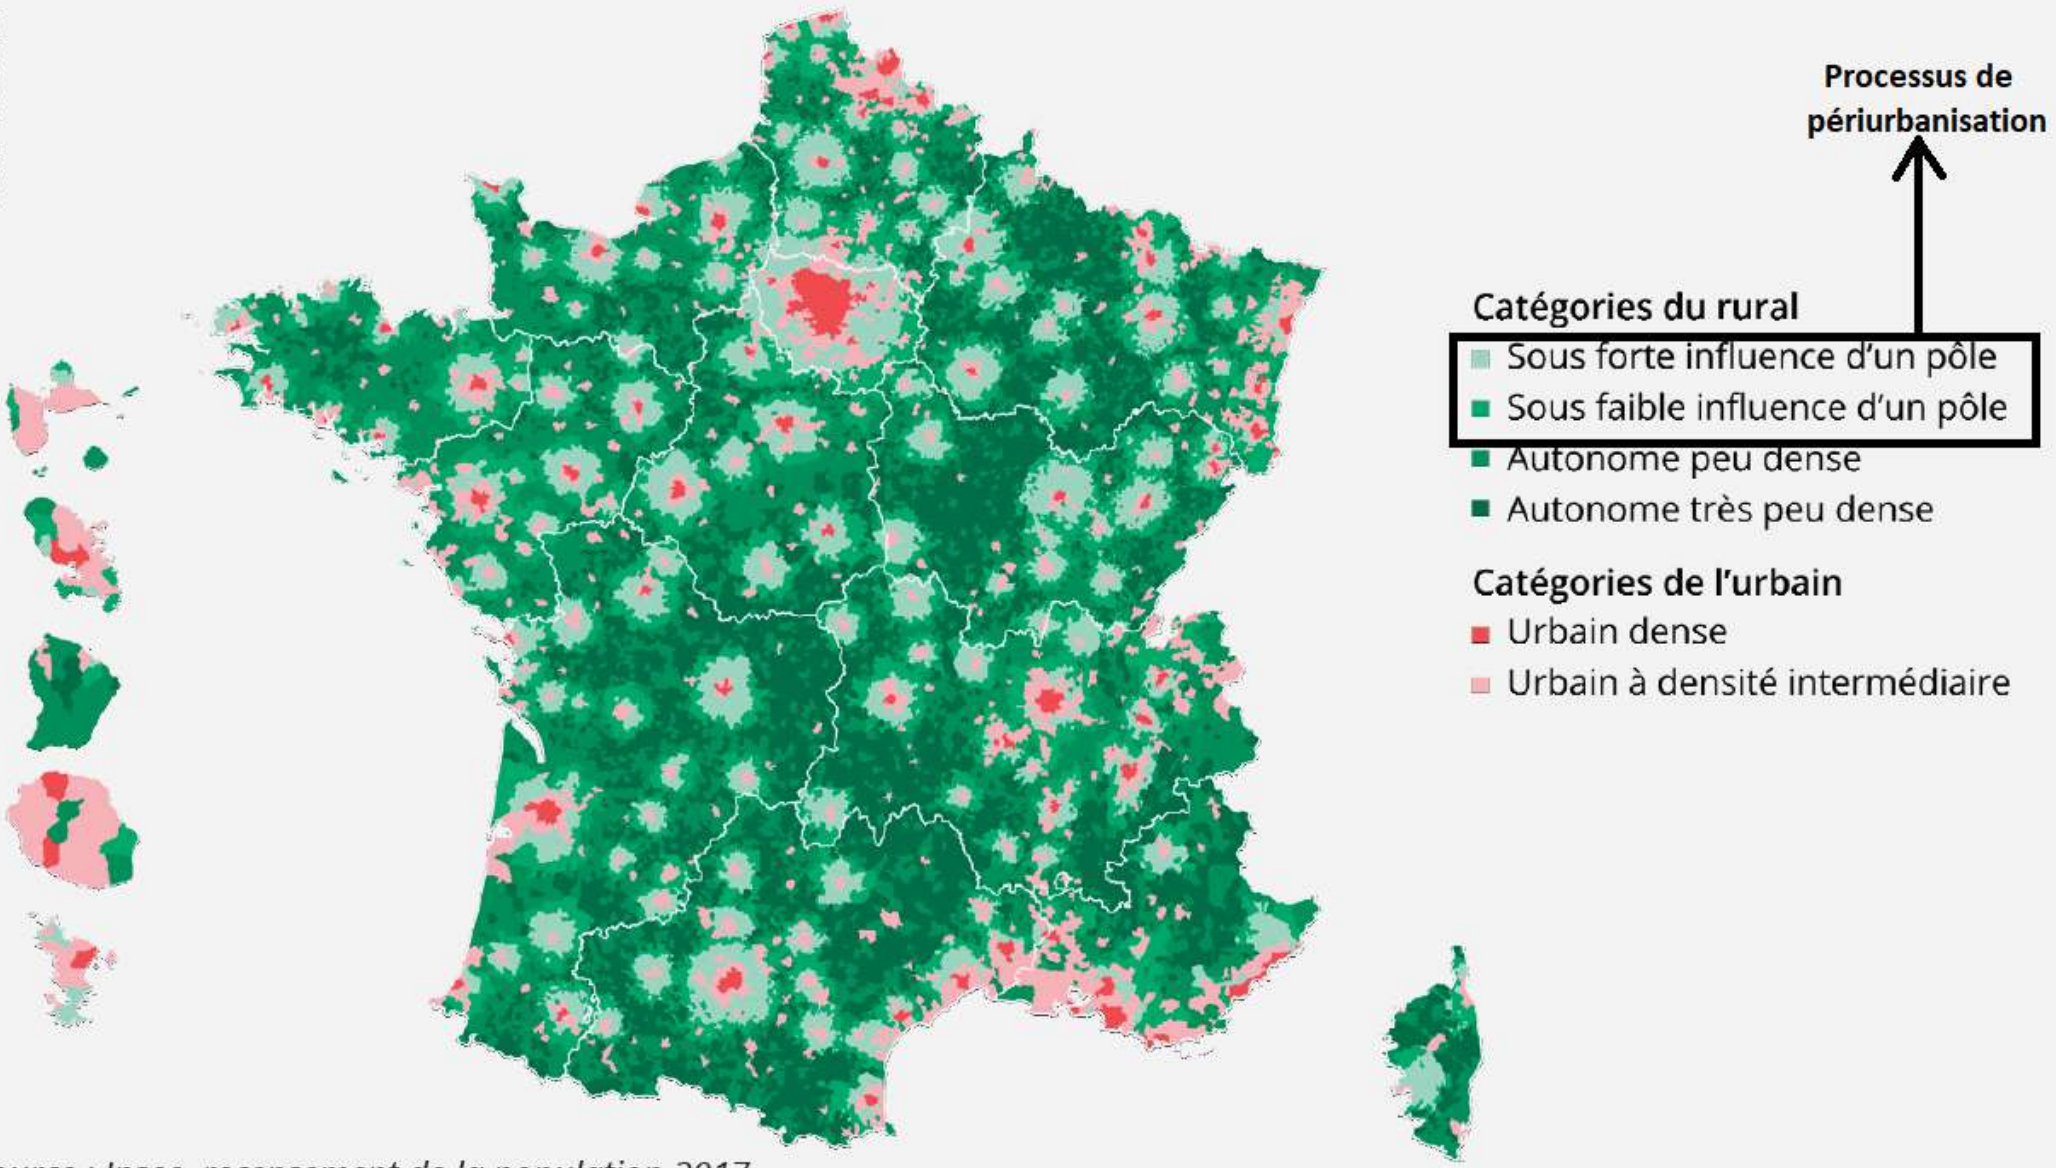 Processus de
périurbanisation
Catégories du rural
Sous forte influence d'un pôle
Sous faible influence d'un pôle
Autonome peu dense
Autonome très peu dense
Catégories de l'urbain
Urbain dense
Urbain à densité intermédiaire